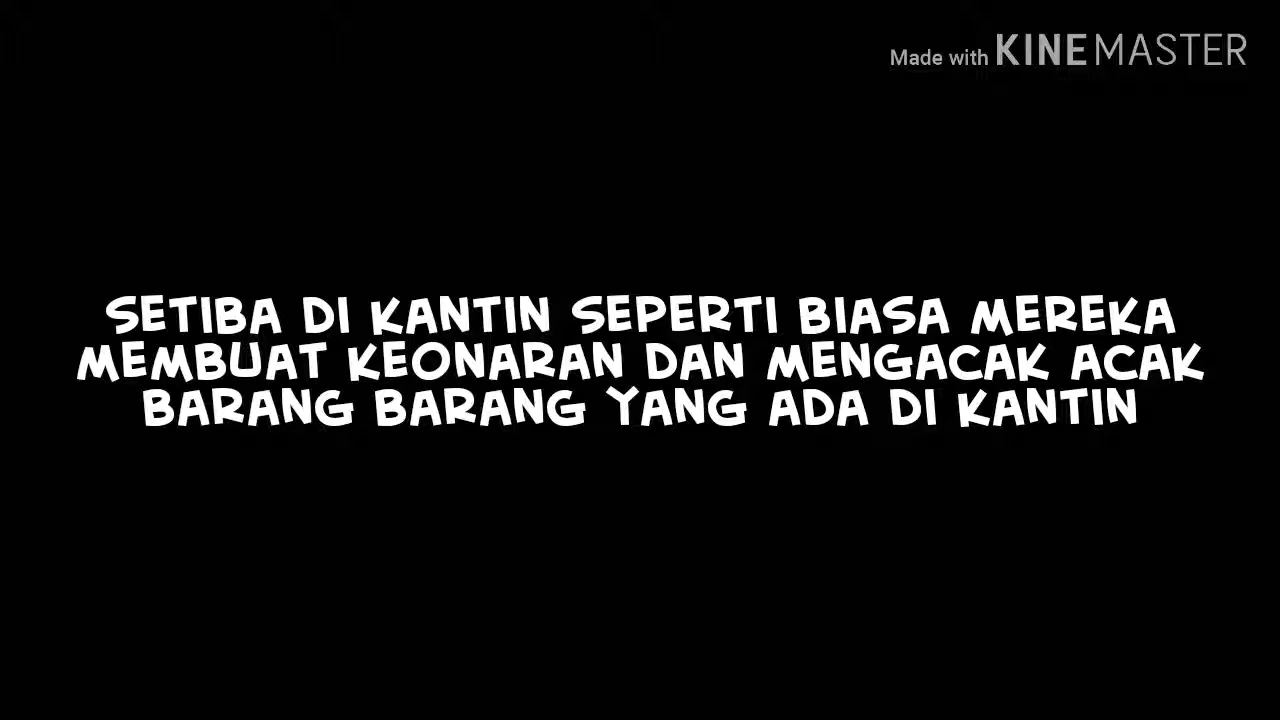 Made with KINEMASTER
SETIBA DI KANTIN SEPERTI BIASA MEREKA
MEMBUAT KEONARAN DAN MENGACAK ACAK
BARANG BARANG YANG ADA DI KANTIN